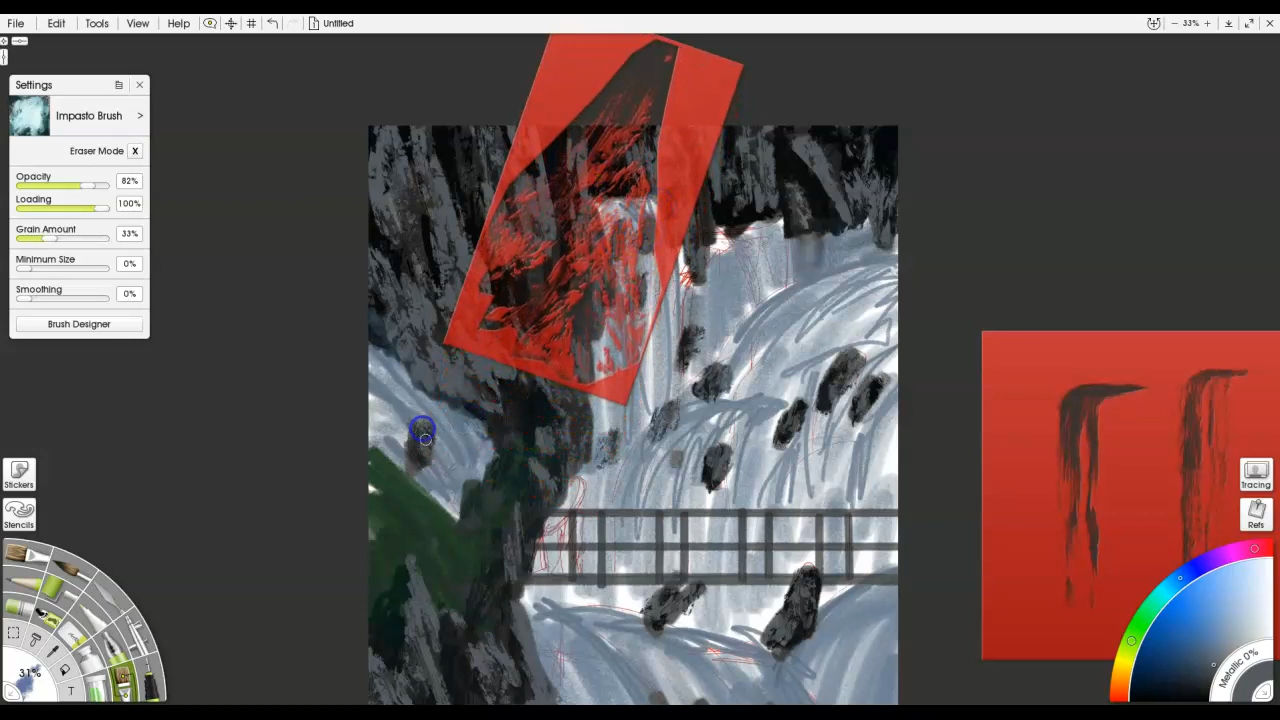 File Edit Tools View Help Untitled 33%
Settings
Impasto Brush >
Eraser Mode X
Opacity 82%
Loading 100%
Grain Amount 33%
Minimum Size 0%
Smoothing 0%
Brush Designer
Stickers
Stencils
31%
T
Tracing
Refs
Metallic 0%